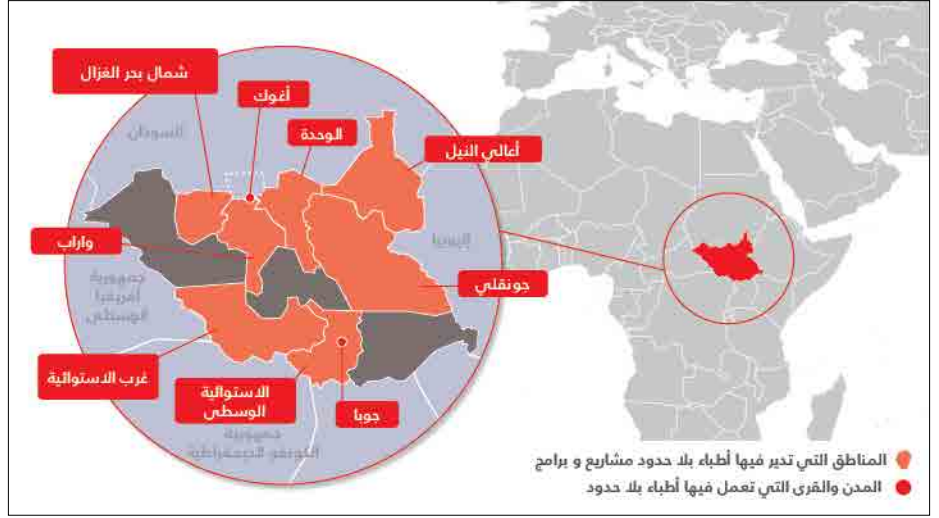 شمال بحر الغزال
أغوك
السودان
الوحدة
أعالي النيل
واراب
إثيوبيا
جمهورية
أفريقيا
الوسطى
جونقلي
غرب الاستوائية
الاستوائية
الوسطى
جوبا
جمهورية
الكونغو الديمقراطية
المناطق التي تدير فيها أطباء بلا حدود مشاريع و برامج
المدن والقرى التي تعمل فيها أطباء بلا حدود